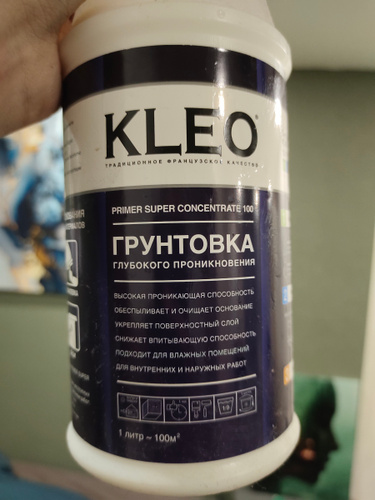 KLEO®
ТРАДИЦИОННОЕ ФРАНЦУЗСКОЕ КАЧЕСТВО
PRIMER SUPER CONCENTRATE 100
ГРУНТОВКА
ГЛУБОКОГО ПРОНИКНОВЕНИЯ
ВЫСОКАЯ ПРОНИКАЮЩАЯ СПОСОБНОСТЬ
ОБЕСПЫЛИВАЕТ И ОЧИЩАЕТ ОСНОВАНИЕ
УКРЕПЛЯЕТ ПОВЕРХНОСТНЫЙ СЛОЙ
СНИЖАЕТ ВПИТЫВАЮЩУЮ СПОСОБНОСТЬ
ПОДХОДИТ ДЛЯ ВЛАЖНЫХ ПОМЕЩЕНИЙ
ДЛЯ ВНУТРЕННИХ И НАРУЖНЫХ РАБОТ
1 литр ~ 100м²